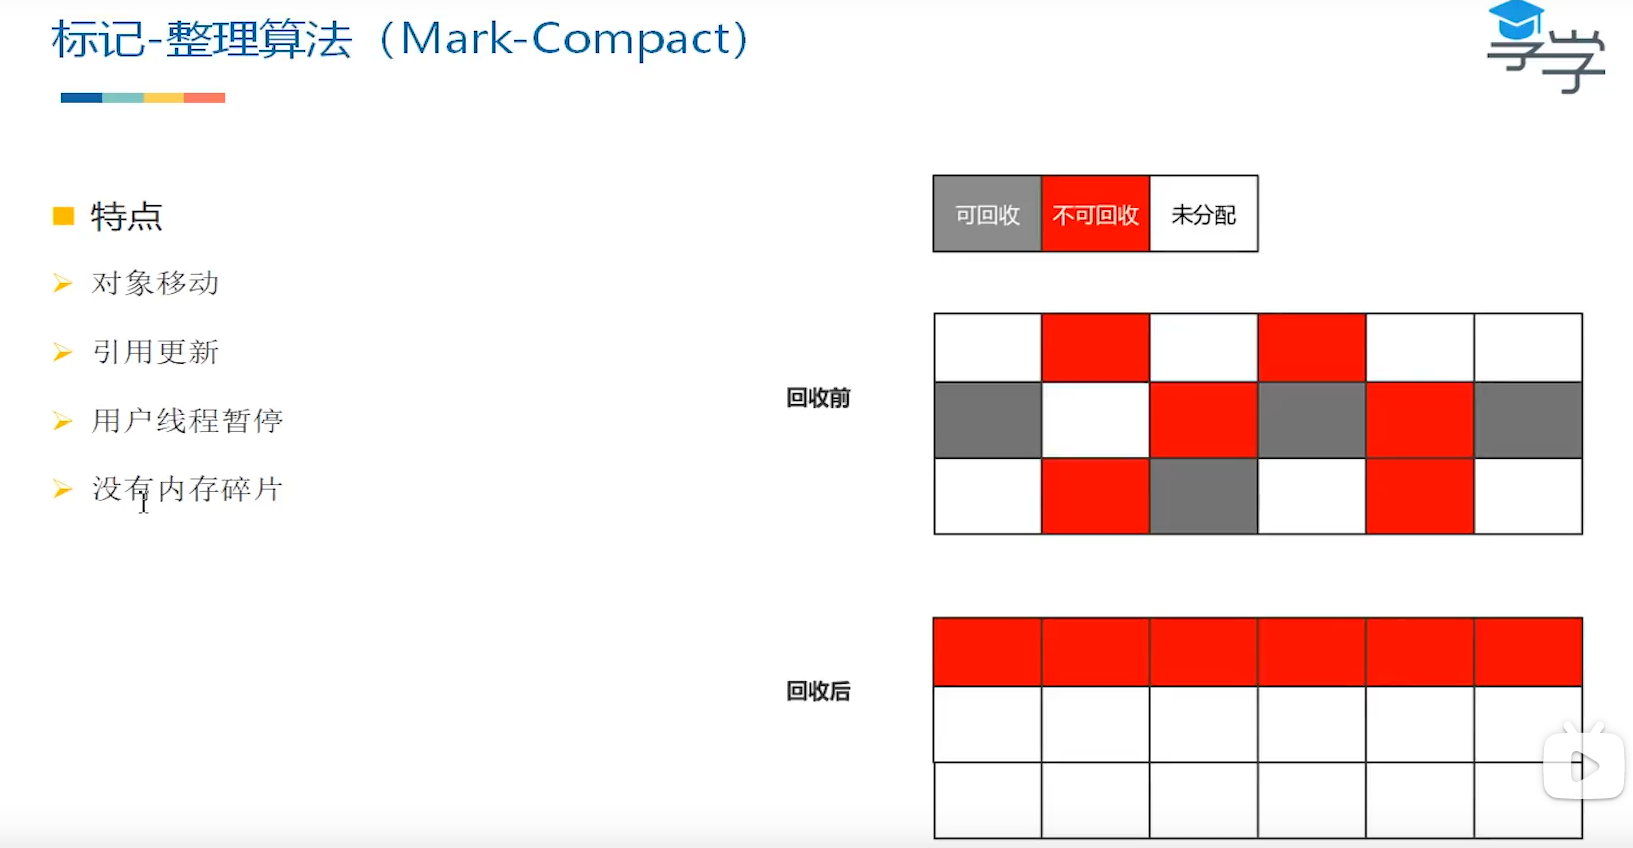 标记-整理算法（Mark-Compact）
享学
特点
对象移动
引用更新
用户线程暂停
没有内存碎片
可回收 不可回收 未分配
回收前
回收后